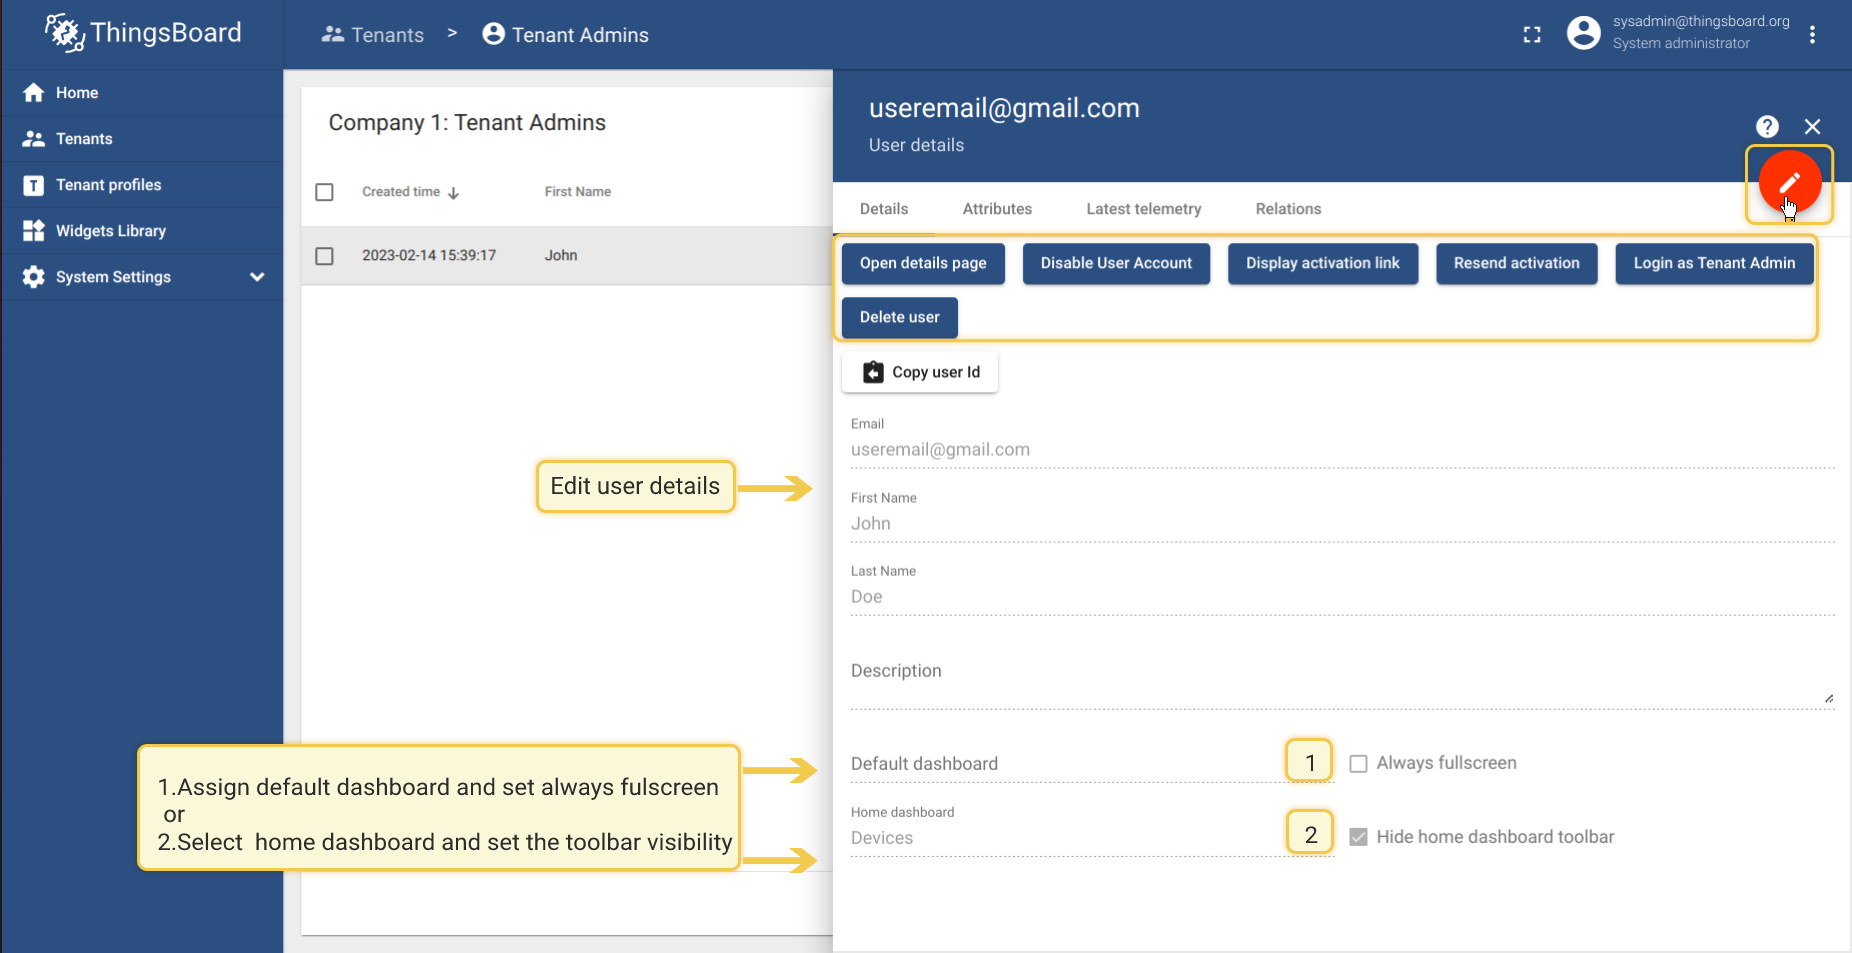 ThingsBoard
Tenants > Tenant Admins
sysadmin@thingsboard.org
System administrator
Home
Tenants
T Tenant profiles
Widgets Library
System Settings
Company 1: Tenant Admins
Created time First Name
2023-02-14 15:39:17 John
useremail@gmail.com
User details
?
Details Attributes Latest telemetry Relations
Open details page Disable User Account Display activation link Resend activation Login as Tenant Admin
Delete user
Copy user Id
Email
useremail@gmail.com
Edit user details
First Name
John
Last Name
Doe
Description
1.Assign default dashboard and set always fulscreen
or
2.Select home dashboard and set the toolbar visibility
Default dashboard 1 Always fullscreen
Home dashboard
Devices 2 Hide home dashboard toolbar